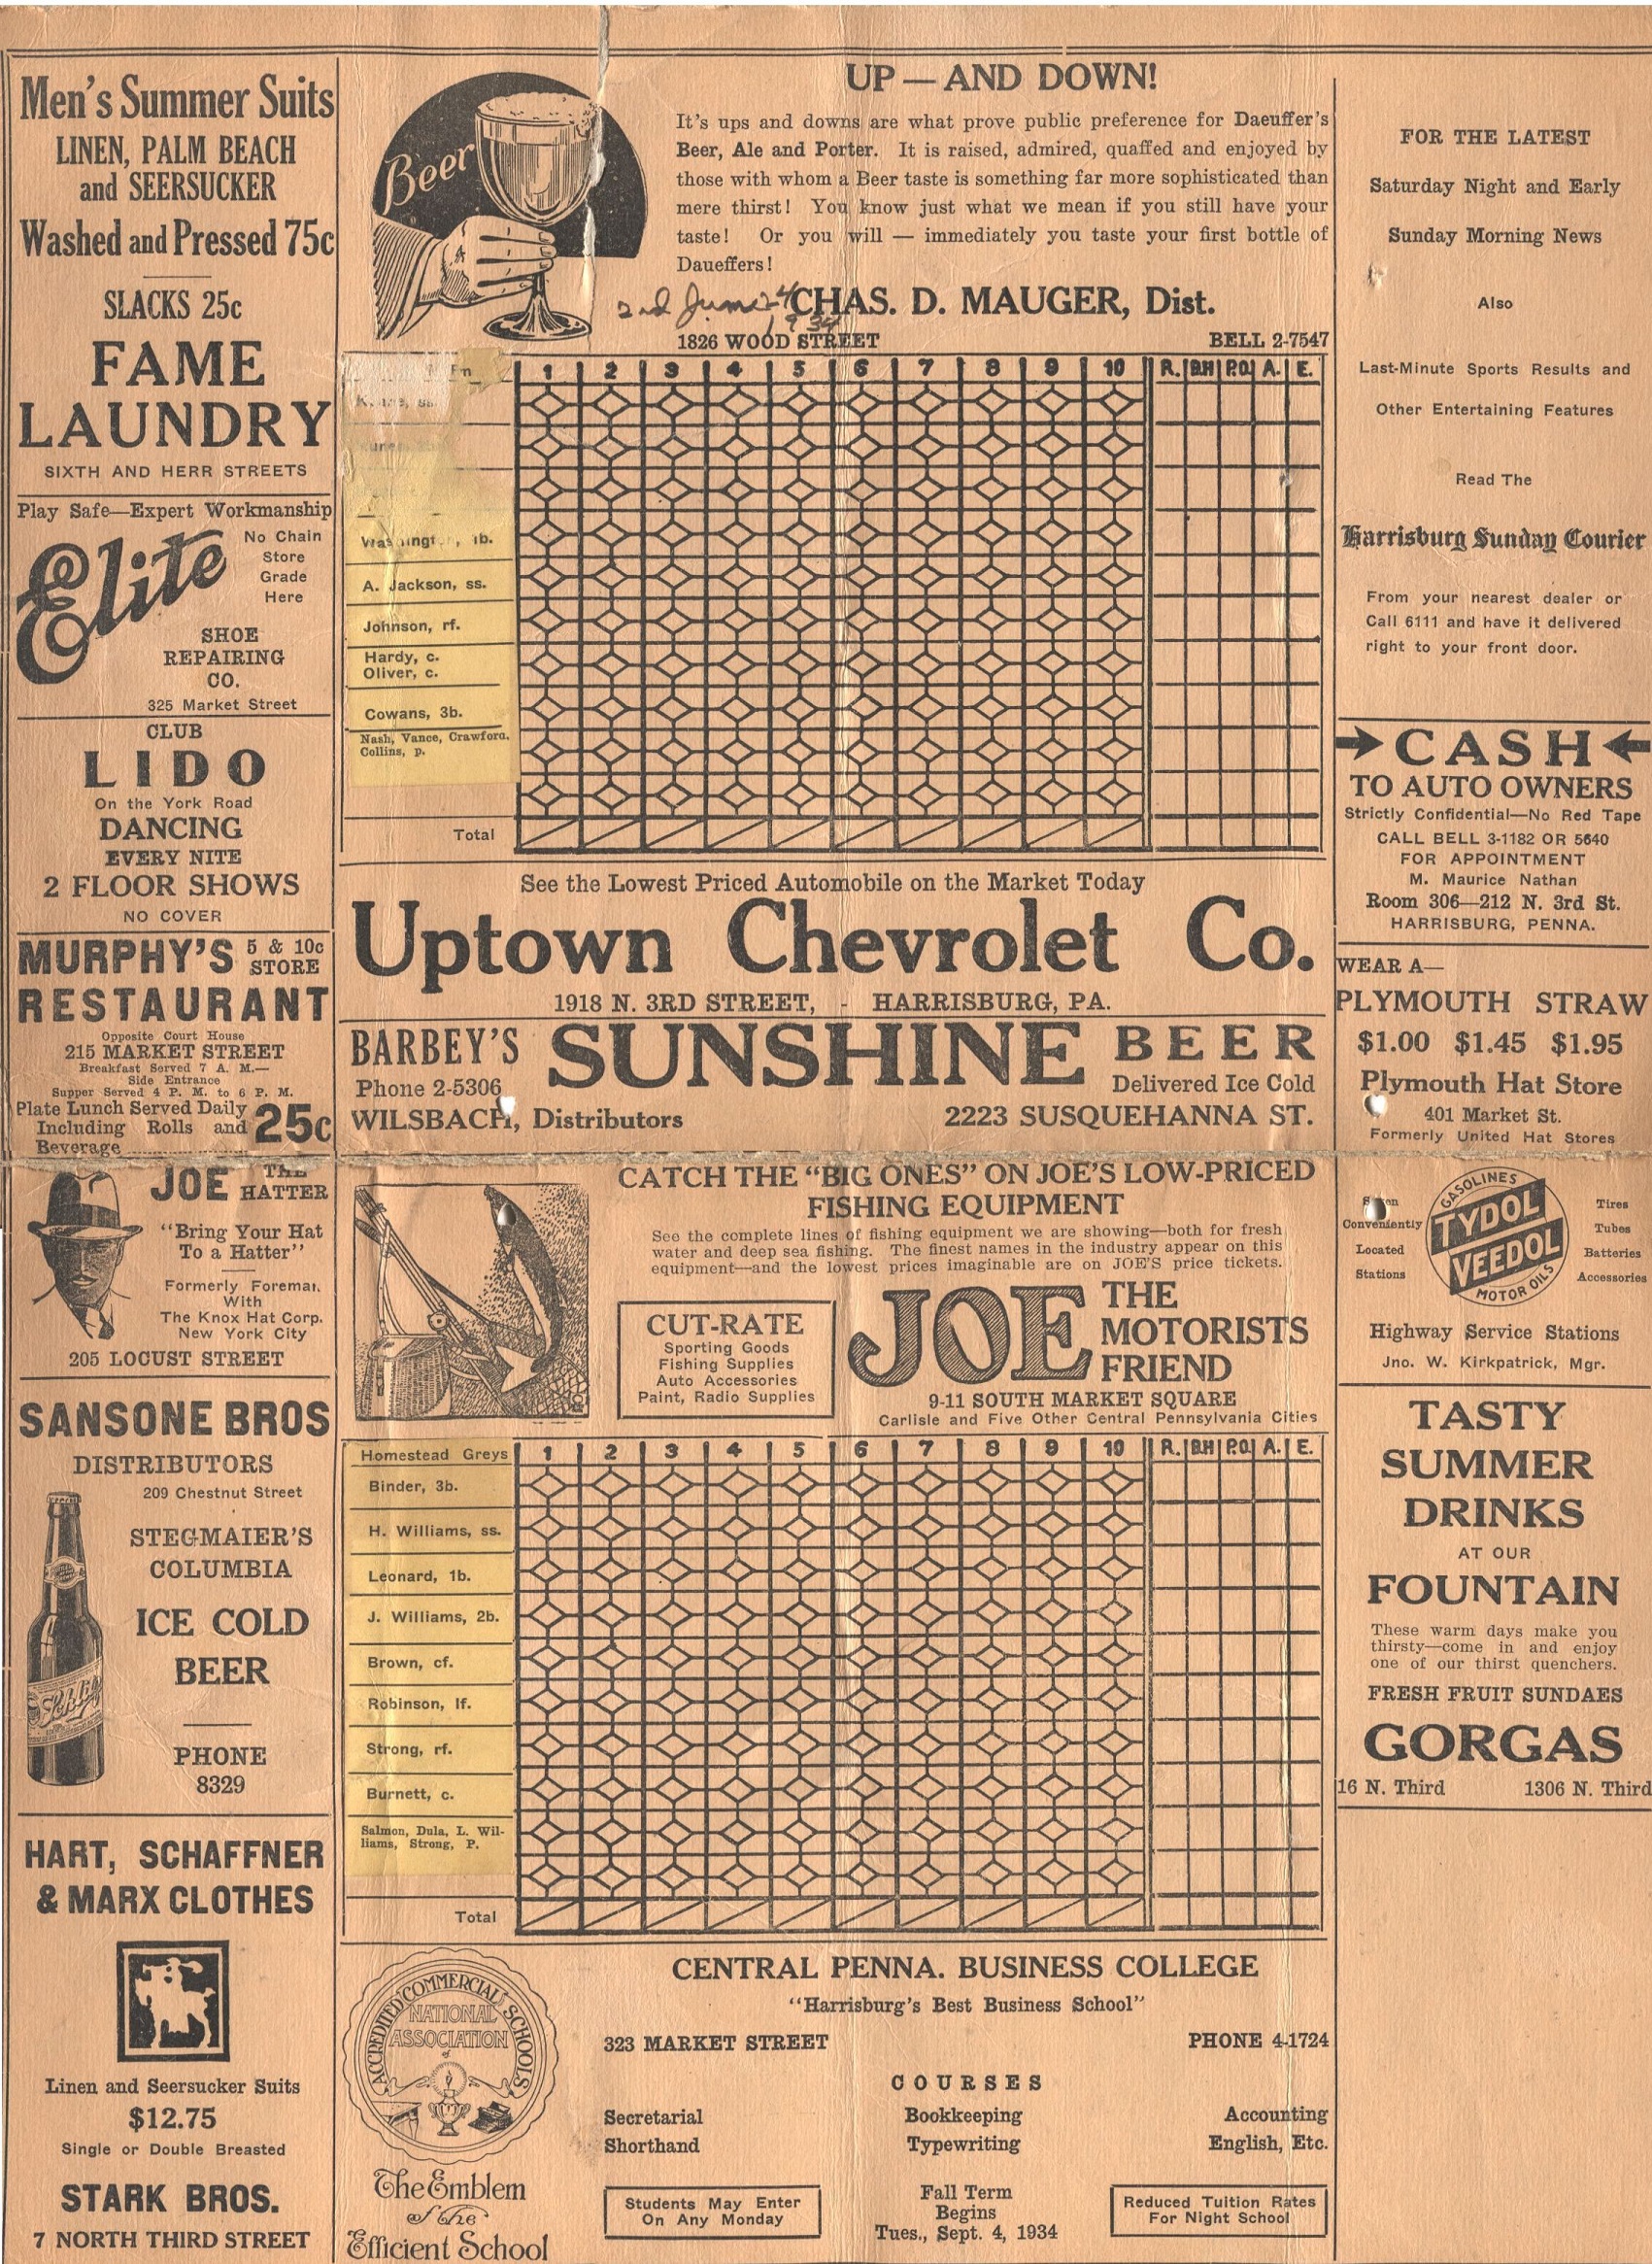 Men's Summer Suits
LINEN, PALM BEACH
and SEERSUCKER
Washed and Pressed 75c
SLACKS 25c
FAME
LAUNDRY
SIXTH AND HERR STREETS
Play Safe—Expert Workmanship
Elite
No Chain
Store
Grade
Here
SHOE
REPAIRING
CO.
325 Market Street
CLUB
LIDO
On the York Road
DANCING
EVERY NITE
2 FLOOR SHOWS
NO COVER
MURPHY'S 5 & 10c
STORE
RESTAURANT
Opposite Court House
215 MARKET STREET
Breakfast Served 7 A. M.—
Side Entrance
Supper Served 4 P. M. to 6 P. M.
Plate Lunch Served Daily
Including Rolls and
Beverage
25c
JOE THE
HATTER
"Bring Your Hat
To a Hatter"
Formerly Foreman
With
The Knox Hat Corp.
New York City
205 LOCUST STREET
SANSONE BROS
DISTRIBUTORS
209 Chestnut Street
STEGMAIER'S
COLUMBIA
ICE COLD
BEER
Schlitz
PHONE
8329
HART, SCHAFFNER
& MARX CLOTHES
Linen and Seersucker Suits
$12.75
Single or Double Breasted
STARK BROS.
7 NORTH THIRD STREET
Beer
UP — AND DOWN!
It's ups and downs are what prove public preference for Daeuffer's
Beer, Ale and Porter. It is raised, admired, quaffed and enjoyed by
those with whom a Beer taste is something far more sophisticated than
mere thirst! You know just what we mean if you still have your
taste! Or you will — immediately you taste your first bottle of
Daueffers!
2nd June 24
1934
CHAS. D. MAUGER, Dist.
1826 WOOD STREET BELL 2-7547
1 2 3 4 5 6 7 8 9 10 R. BH P.O. A. E.
Washington, 1b.
A. Jackson, ss.
Johnson, rf.
Hardy, c.
Oliver, c.
Cowans, 3b.
Nash, Vance, Crawford.
Collins, p.
Total
See the Lowest Priced Automobile on the Market Today
Uptown Chevrolet Co.
1918 N. 3RD STREET, - HARRISBURG, PA.
BARBEY'S SUNSHINE BEER
Phone 2-5306 Delivered Ice Cold
WILSBACH, Distributors 2223 SUSQUEHANNA ST.
CATCH THE "BIG ONES" ON JOE'S LOW-PRICED
FISHING EQUIPMENT
See the complete lines of fishing equipment we are showing—both for fresh
water and deep sea fishing. The finest names in the industry appear on this
equipment—and the lowest prices imaginable are on JOE'S price tickets.
CUT-RATE
Sporting Goods
Fishing Supplies
Auto Accessories
Paint, Radio Supplies
JOE THE
MOTORISTS
FRIEND
9-11 SOUTH MARKET SQUARE
Carlisle and Five Other Central Pennsylvania Cities
Homestead Greys 1 2 3 4 5 6 7 8 9 10 R. BH P.O. A. E.
Binder, 3b.
H. Williams, ss.
Leonard, 1b.
J. Williams, 2b.
Brown, cf.
Robinson, lf.
Strong, rf.
Burnett, c.
Salmon, Dula, L. Wil-
liams, Strong, P.
Total
ACCREDITED COMMERCIAL SCHOOLS
NATIONAL
ASSOCIATION
of
The Emblem
of the
Efficient School
CENTRAL PENNA. BUSINESS COLLEGE
"Harrisburg's Best Business School"
323 MARKET STREET PHONE 4-1724
COURSES
Secretarial Bookkeeping Accounting
Shorthand Typewriting English, Etc.
Students May Enter
On Any Monday
Fall Term
Begins
Tues., Sept. 4, 1934
Reduced Tuition Rates
For Night School
FOR THE LATEST
Saturday Night and Early
Sunday Morning News
Also
Last-Minute Sports Results and
Other Entertaining Features
Read The
Harrisburg Sunday Courier
From your nearest dealer or
Call 6111 and have it delivered
right to your front door.
CASH
TO AUTO OWNERS
Strictly Confidential—No Red Tape
CALL BELL 3-1182 OR 5640
FOR APPOINTMENT
M. Maurice Nathan
Room 306—212 N. 3rd St.
HARRISBURG, PENNA.
WEAR A—
PLYMOUTH STRAW
$1.00 $1.45 $1.95
Plymouth Hat Store
401 Market St.
Formerly United Hat Stores
Conveniently
Located
Stations
GASOLINES
TYDOL
VEEDOL
MOTOR OILS
Tires
Tubes
Batteries
Accessories
Highway Service Stations
Jno. W. Kirkpatrick, Mgr.
TASTY
SUMMER
DRINKS
AT OUR
FOUNTAIN
These warm days make you
thirsty—come in and enjoy
one of our thirst quenchers.
FRESH FRUIT SUNDAES
GORGAS
16 N. Third 1306 N. Third